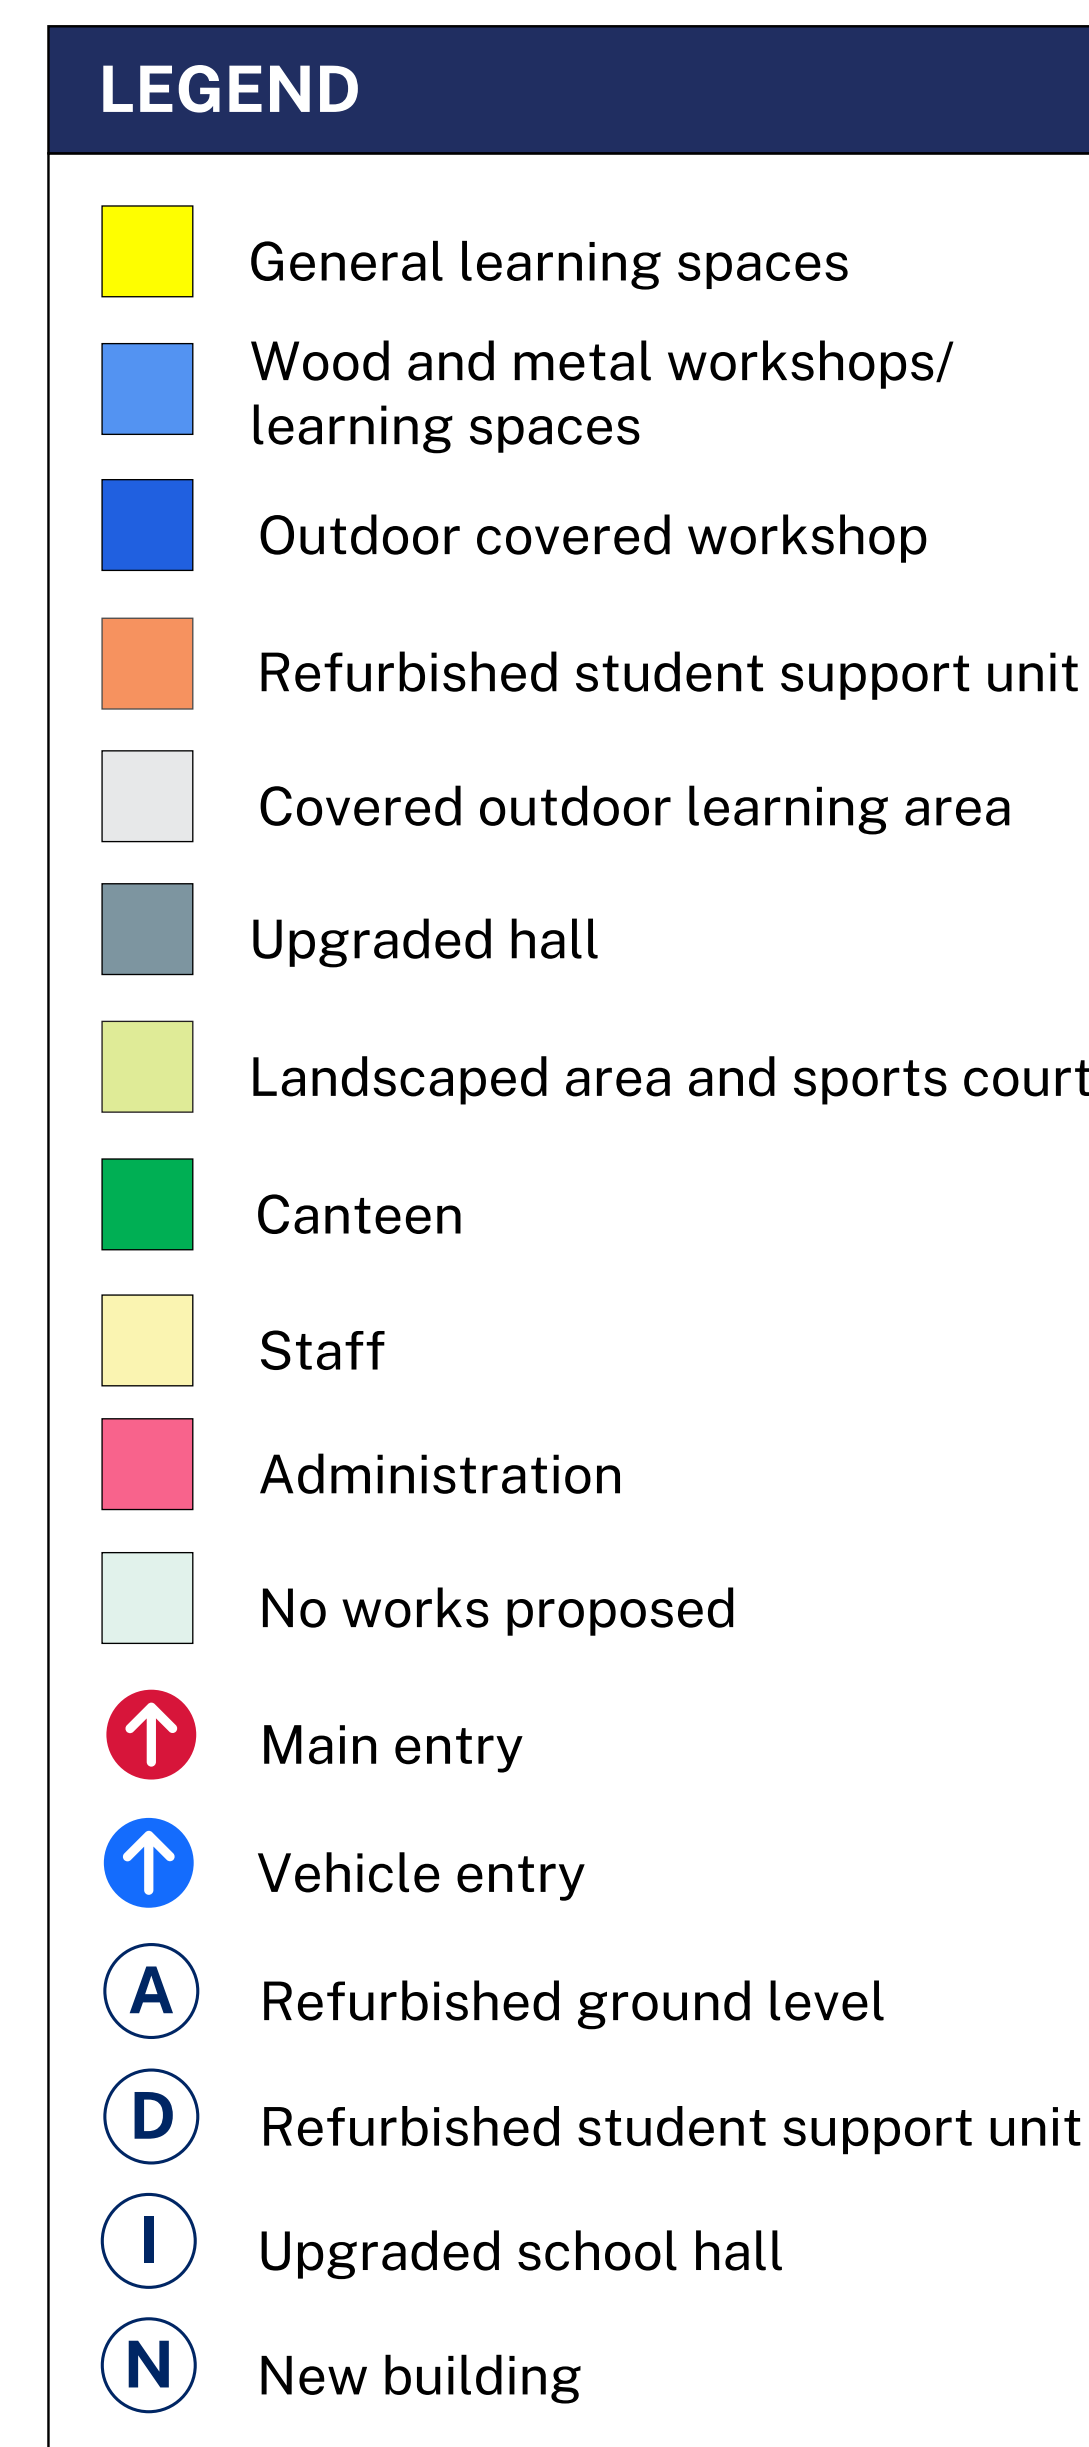 LEGEND
General learning spaces
Wood and metal workshops/
learning spaces
Outdoor covered workshop
Refurbished student support unit
Covered outdoor learning area
Upgraded hall
Landscaped area and sports court
Canteen
Staff
Administration
No works proposed
Main entry
Vehicle entry
A Refurbished ground level
D Refurbished student support unit
I Upgraded school hall
N New building